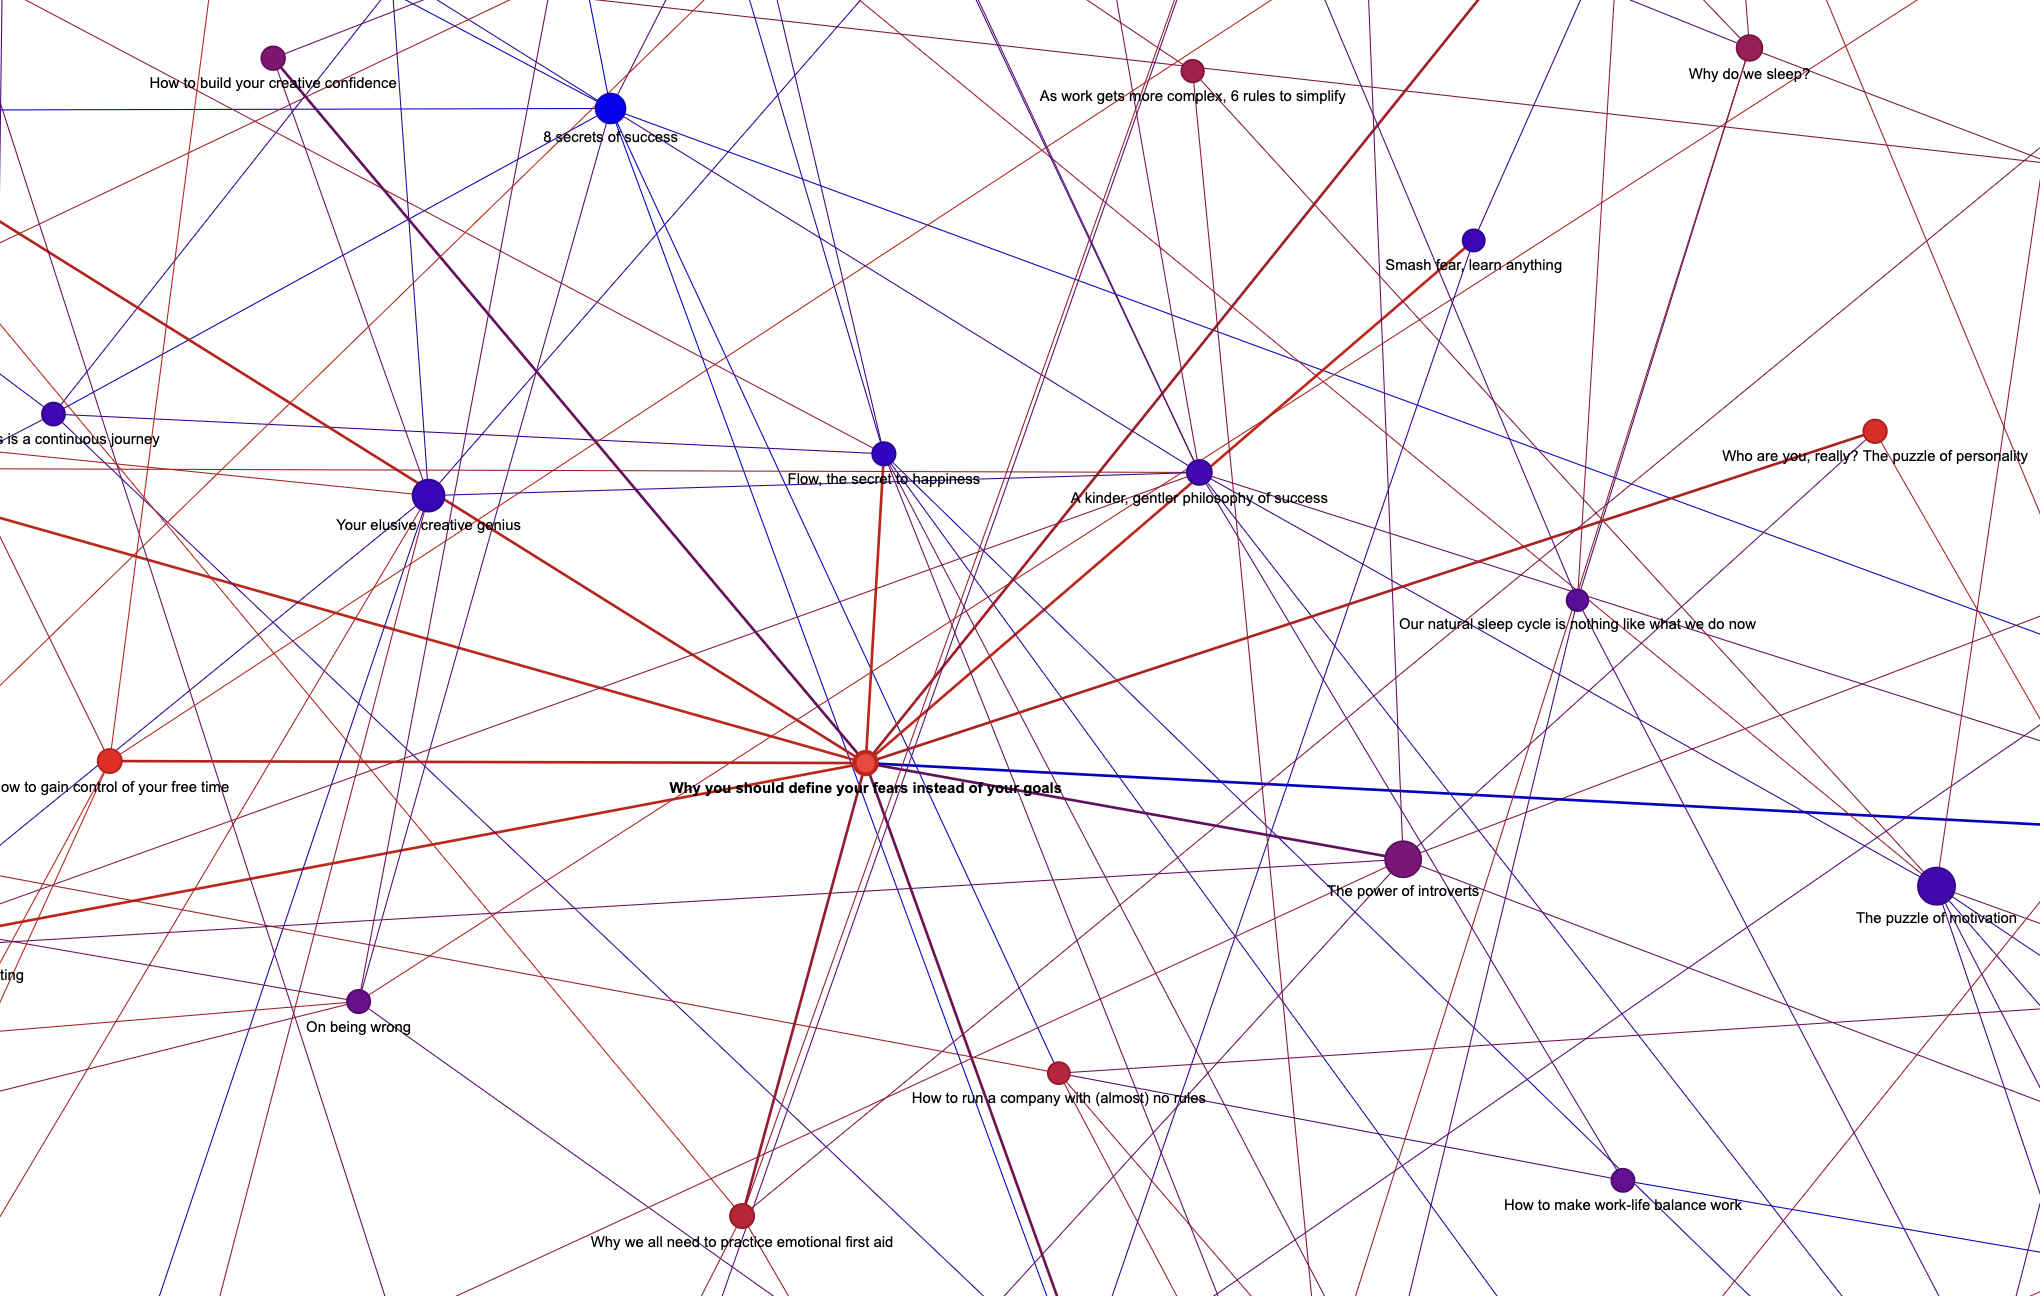 How to build your creative confidence
8 secrets of success
As work gets more complex, 6 rules to simplify
Why do we sleep?
Smash fear, learn anything
s is a continuous journey
Flow, the secret to happiness
A kinder, gentler philosophy of success
Who are you, really? The puzzle of personality
Your elusive creative genius
Our natural sleep cycle is nothing like what we do now
ow to gain control of your free time
Why you should define your fears instead of your goals
The power of introverts
The puzzle of motivation
ting
On being wrong
How to run a company with (almost) no rules
How to make work-life balance work
Why we all need to practice emotional first aid